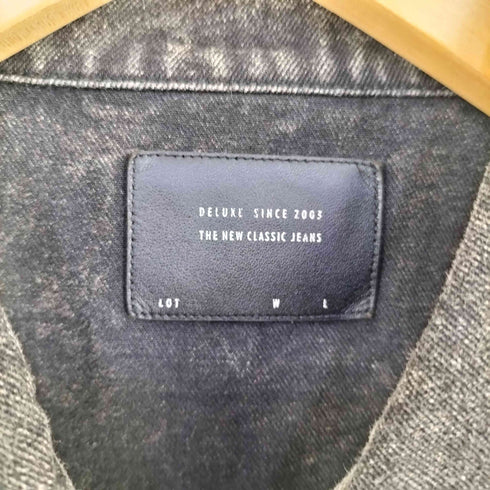 DELUXE SINCE 2003
THE NEW CLASSIC JEANS
LOT W L